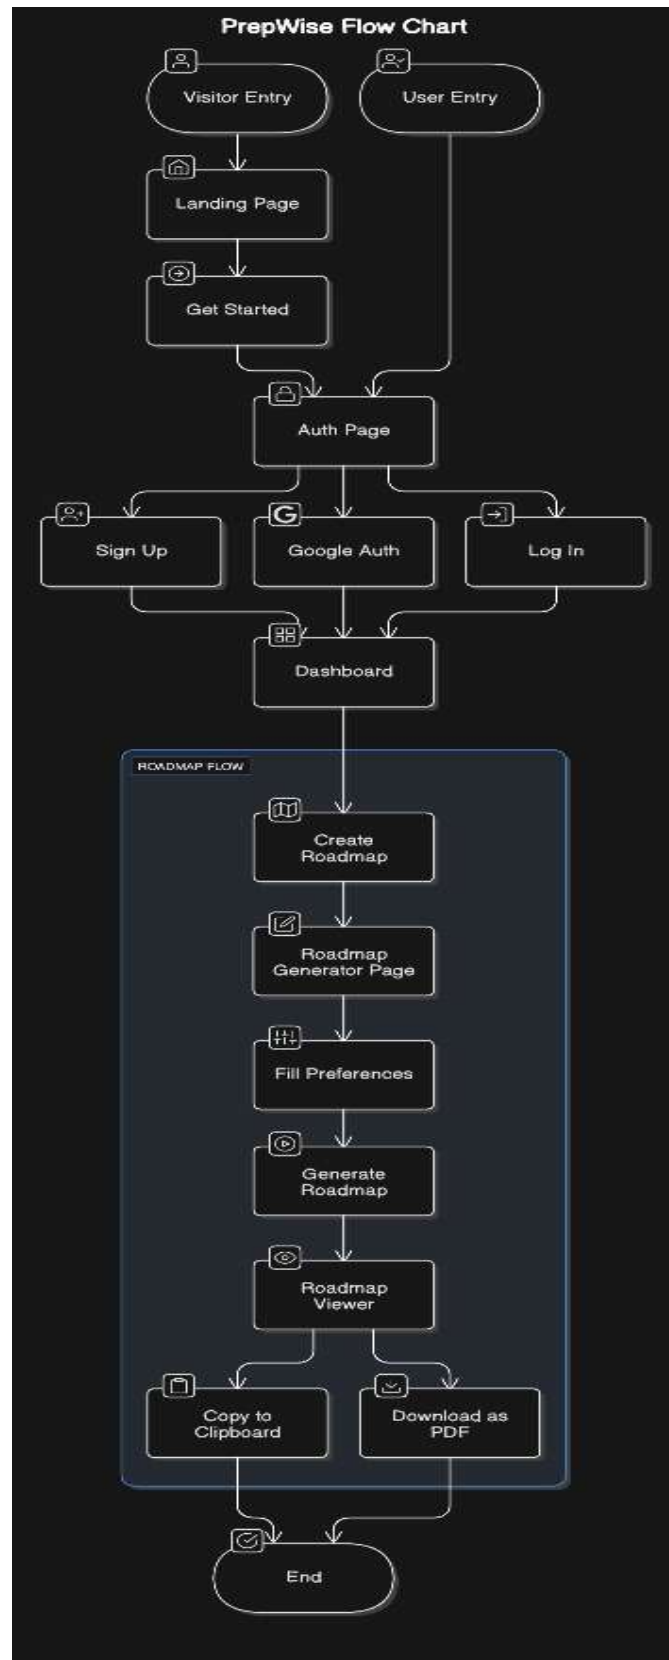 PrepWise Flow Chart
Visitor Entry
User Entry
Landing Page
Get Started
Auth Page
Sign Up
G
Google Auth
Log In
Dashboard
ROADMAP FLOW
Create
Roadmap
Roadmap
Generator Page
Fill Preferences
Generate
Roadmap
Roadmap
Viewer
Copy to
Clipboard
Download as
PDF
End